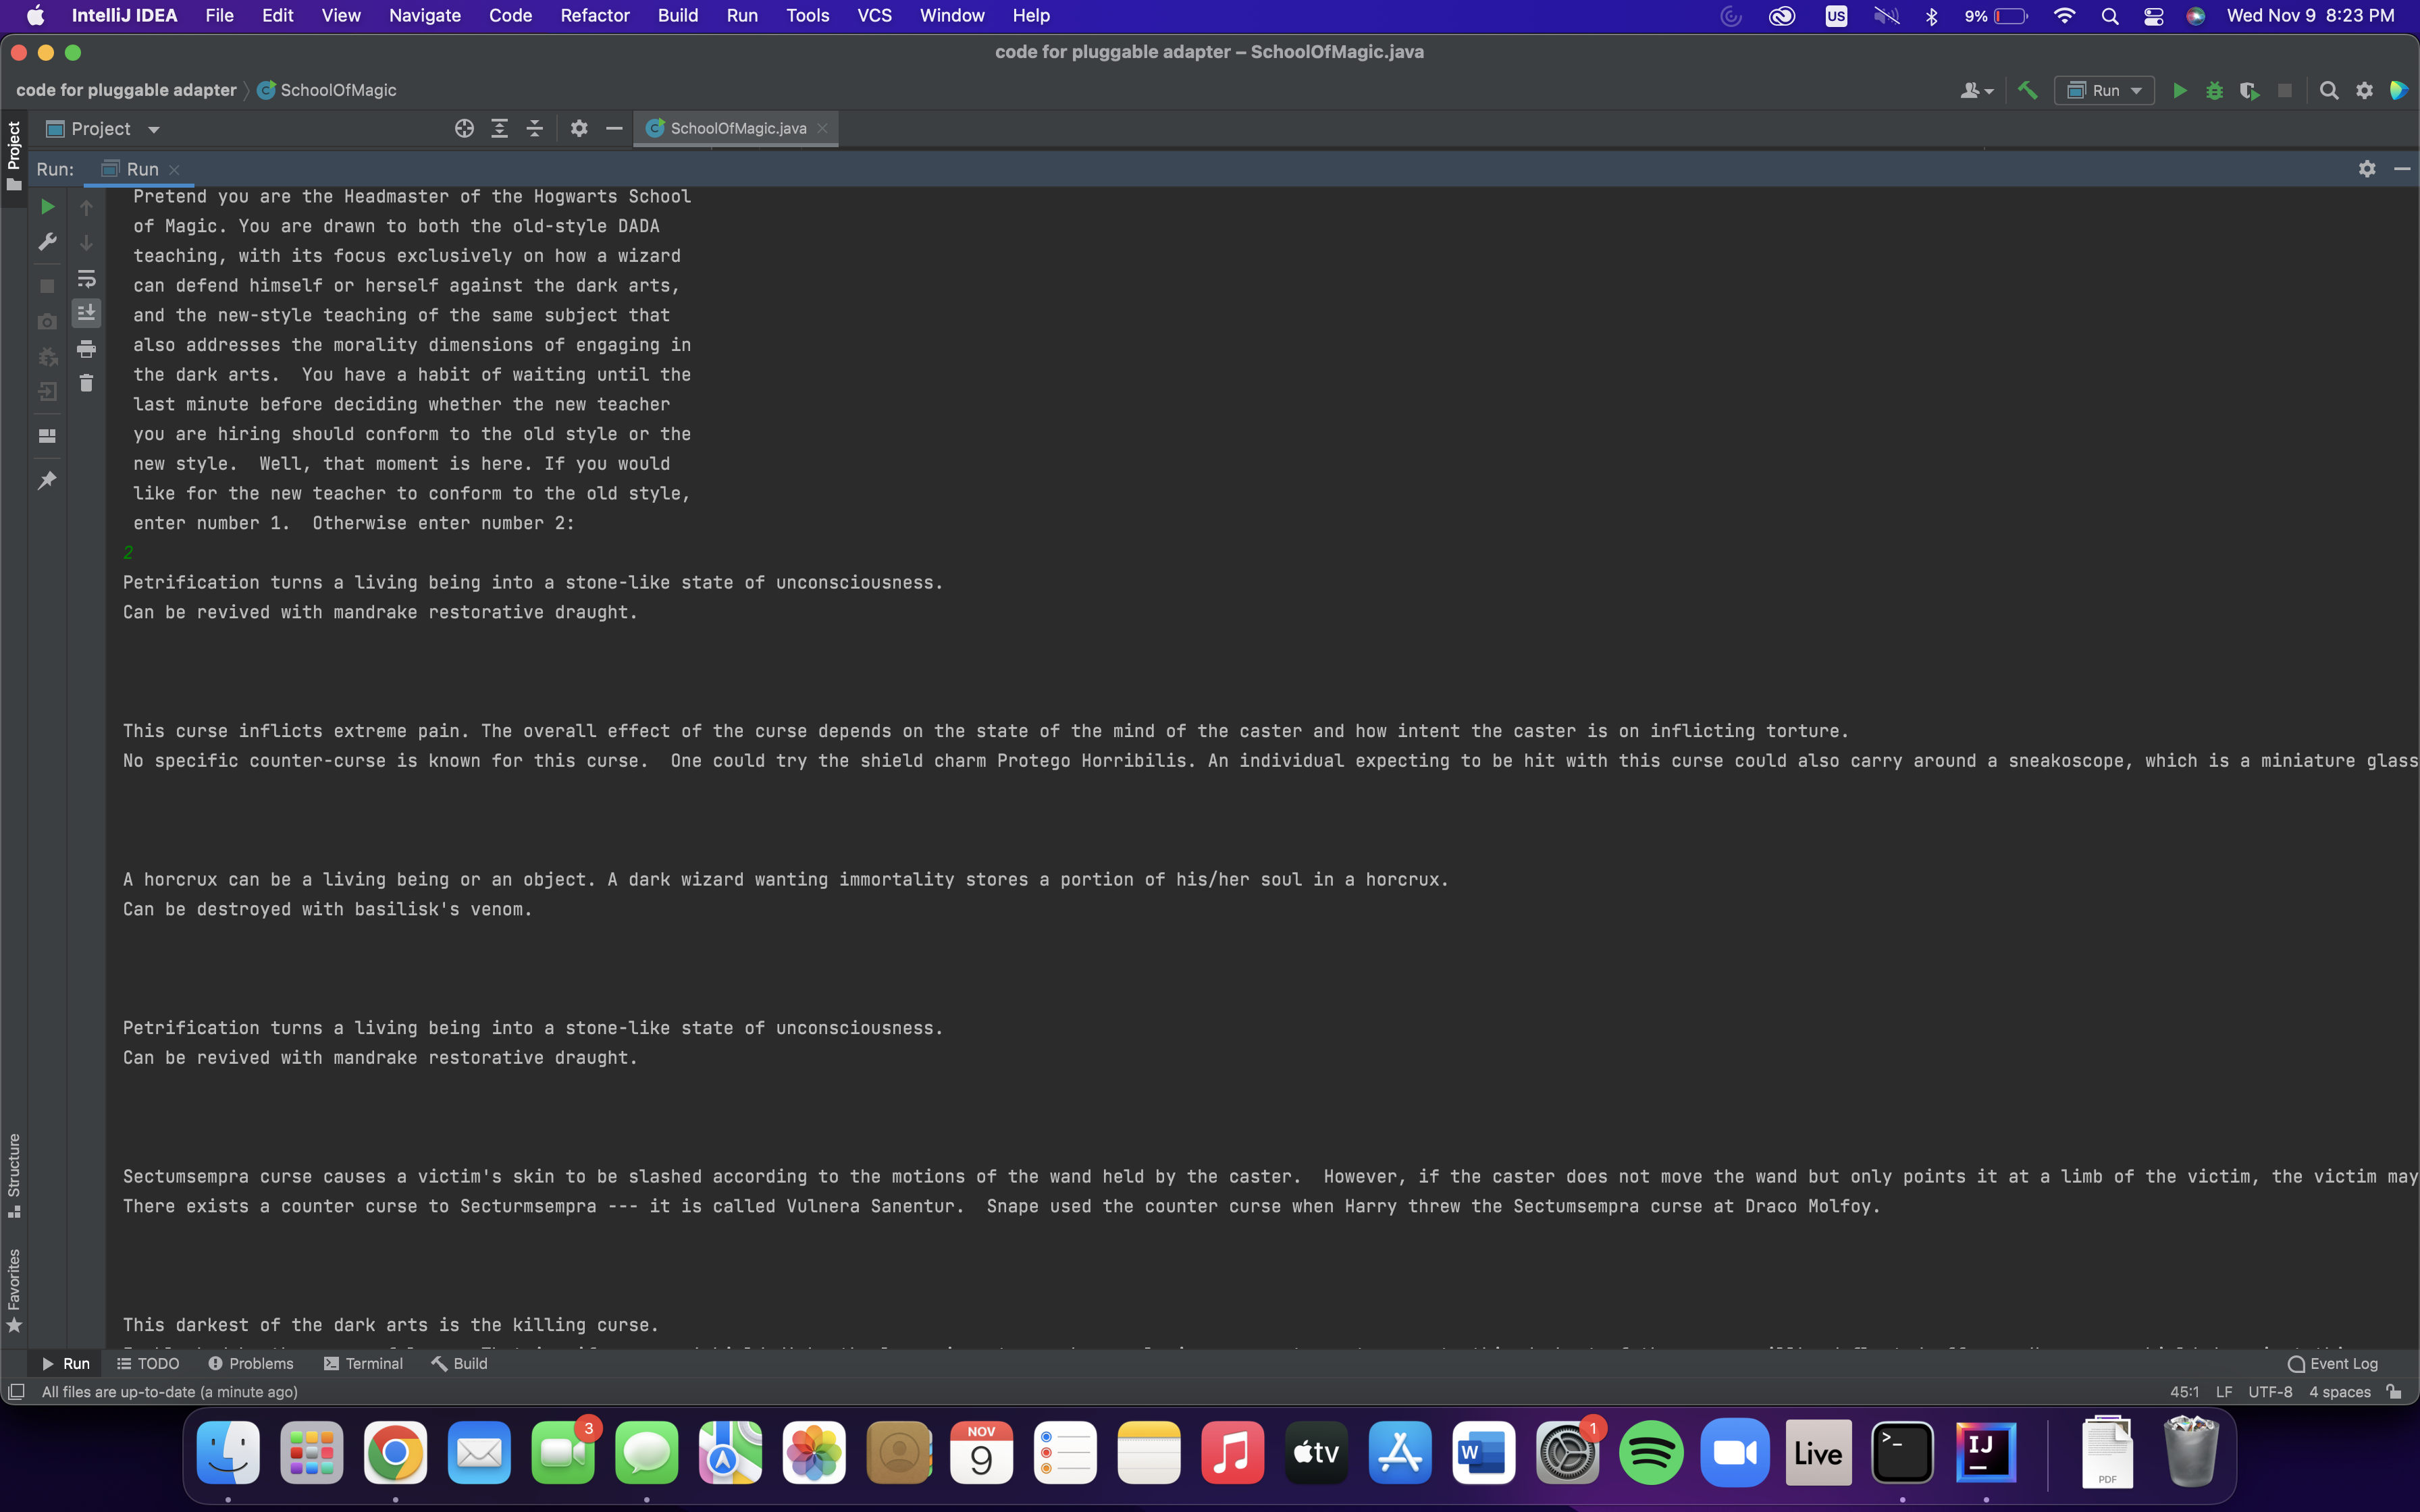 IntelliJ IDEA File Edit View Navigate Code Refactor Build Run Tools VCS Window Help US 9% Wed Nov 9 8:23 PM
code for pluggable adapter – SchoolOfMagic.java
code for pluggable adapter SchoolOfMagic Run
Project Project SchoolOfMagic.java
Run: Run
Pretend you are the Headmaster of the Hogwarts School
of Magic. You are drawn to both the old-style DADA
teaching, with its focus exclusively on how a wizard
can defend himself or herself against the dark arts,
and the new-style teaching of the same subject that
also addresses the morality dimensions of engaging in
the dark arts.  You have a habit of waiting until the
last minute before deciding whether the new teacher
you are hiring should conform to the old style or the
new style.  Well, that moment is here. If you would
like for the new teacher to conform to the old style,
enter number 1.  Otherwise enter number 2:
2
Petrification turns a living being into a stone-like state of unconsciousness.
Can be revived with mandrake restorative draught.
This curse inflicts extreme pain. The overall effect of the curse depends on the state of the mind of the caster and how intent the caster is on inflicting torture.
No specific counter-curse is known for this curse.  One could try the shield charm Protego Horribilis. An individual expecting to be hit with this curse could also carry around a sneakoscope, which is a miniature glass
A horcrux can be a living being or an object. A dark wizard wanting immortality stores a portion of his/her soul in a horcrux.
Can be destroyed with basilisk's venom.
Petrification turns a living being into a stone-like state of unconsciousness.
Can be revived with mandrake restorative draught.
Sectumsempra curse causes a victim's skin to be slashed according to the motions of the wand held by the caster.  However, if the caster does not move the wand but only points it at a limb of the victim, the victim may
There exists a counter curse to Secturmsempra --- it is called Vulnera Sanentur.  Snape used the counter curse when Harry threw the Sectumsempra curse at Draco Molfoy.
This darkest of the dark arts is the killing curse.
Structure
Favorites
Run TODO Problems Terminal Build Event Log
All files are up-to-date (a minute ago) 45:1 LF UTF-8 4 spaces
3 NOV 9 tv W 1 Live >_ IJ PDF